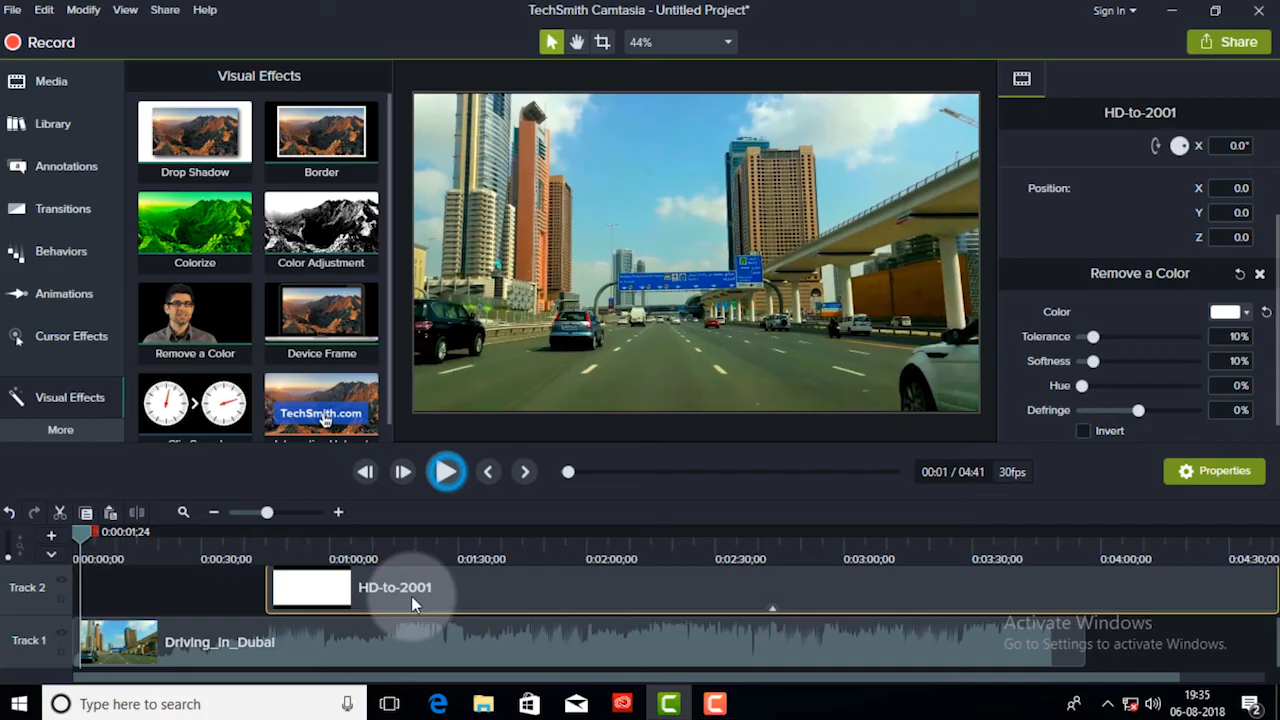 File Edit Modify View Share Help
TechSmith Camtasia - Untitled Project*
Sign In
Record
44%
Share
Media
Library
Annotations
Transitions
Behaviors
Animations
Cursor Effects
Visual Effects
More
Visual Effects
Drop Shadow
Border
Colorize
Color Adjustment
Remove a Color
Device Frame
TechSmith.com
HD-to-2001
X 0.0°
Position: X 0.0
Y 0.0
Z 0.0
Remove a Color
Color
Tolerance 10%
Softness 10%
Hue 0%
Defringe 0%
Invert
00:01 / 04:41 30fps
Properties
0:00:01;24
0:00:00;00 0:00:30;00 0:01:00;00 0:01:30;00 0:02:00;00 0:02:30;00 0:03:00;00 0:03:30;00 0:04:00;00 0:04:30;00
Track 2
HD-to-2001
Track 1
Driving_In_Dubai
Activate Windows
Go to Settings to activate Windows.
Type here to search
19:35
06-08-2018
2